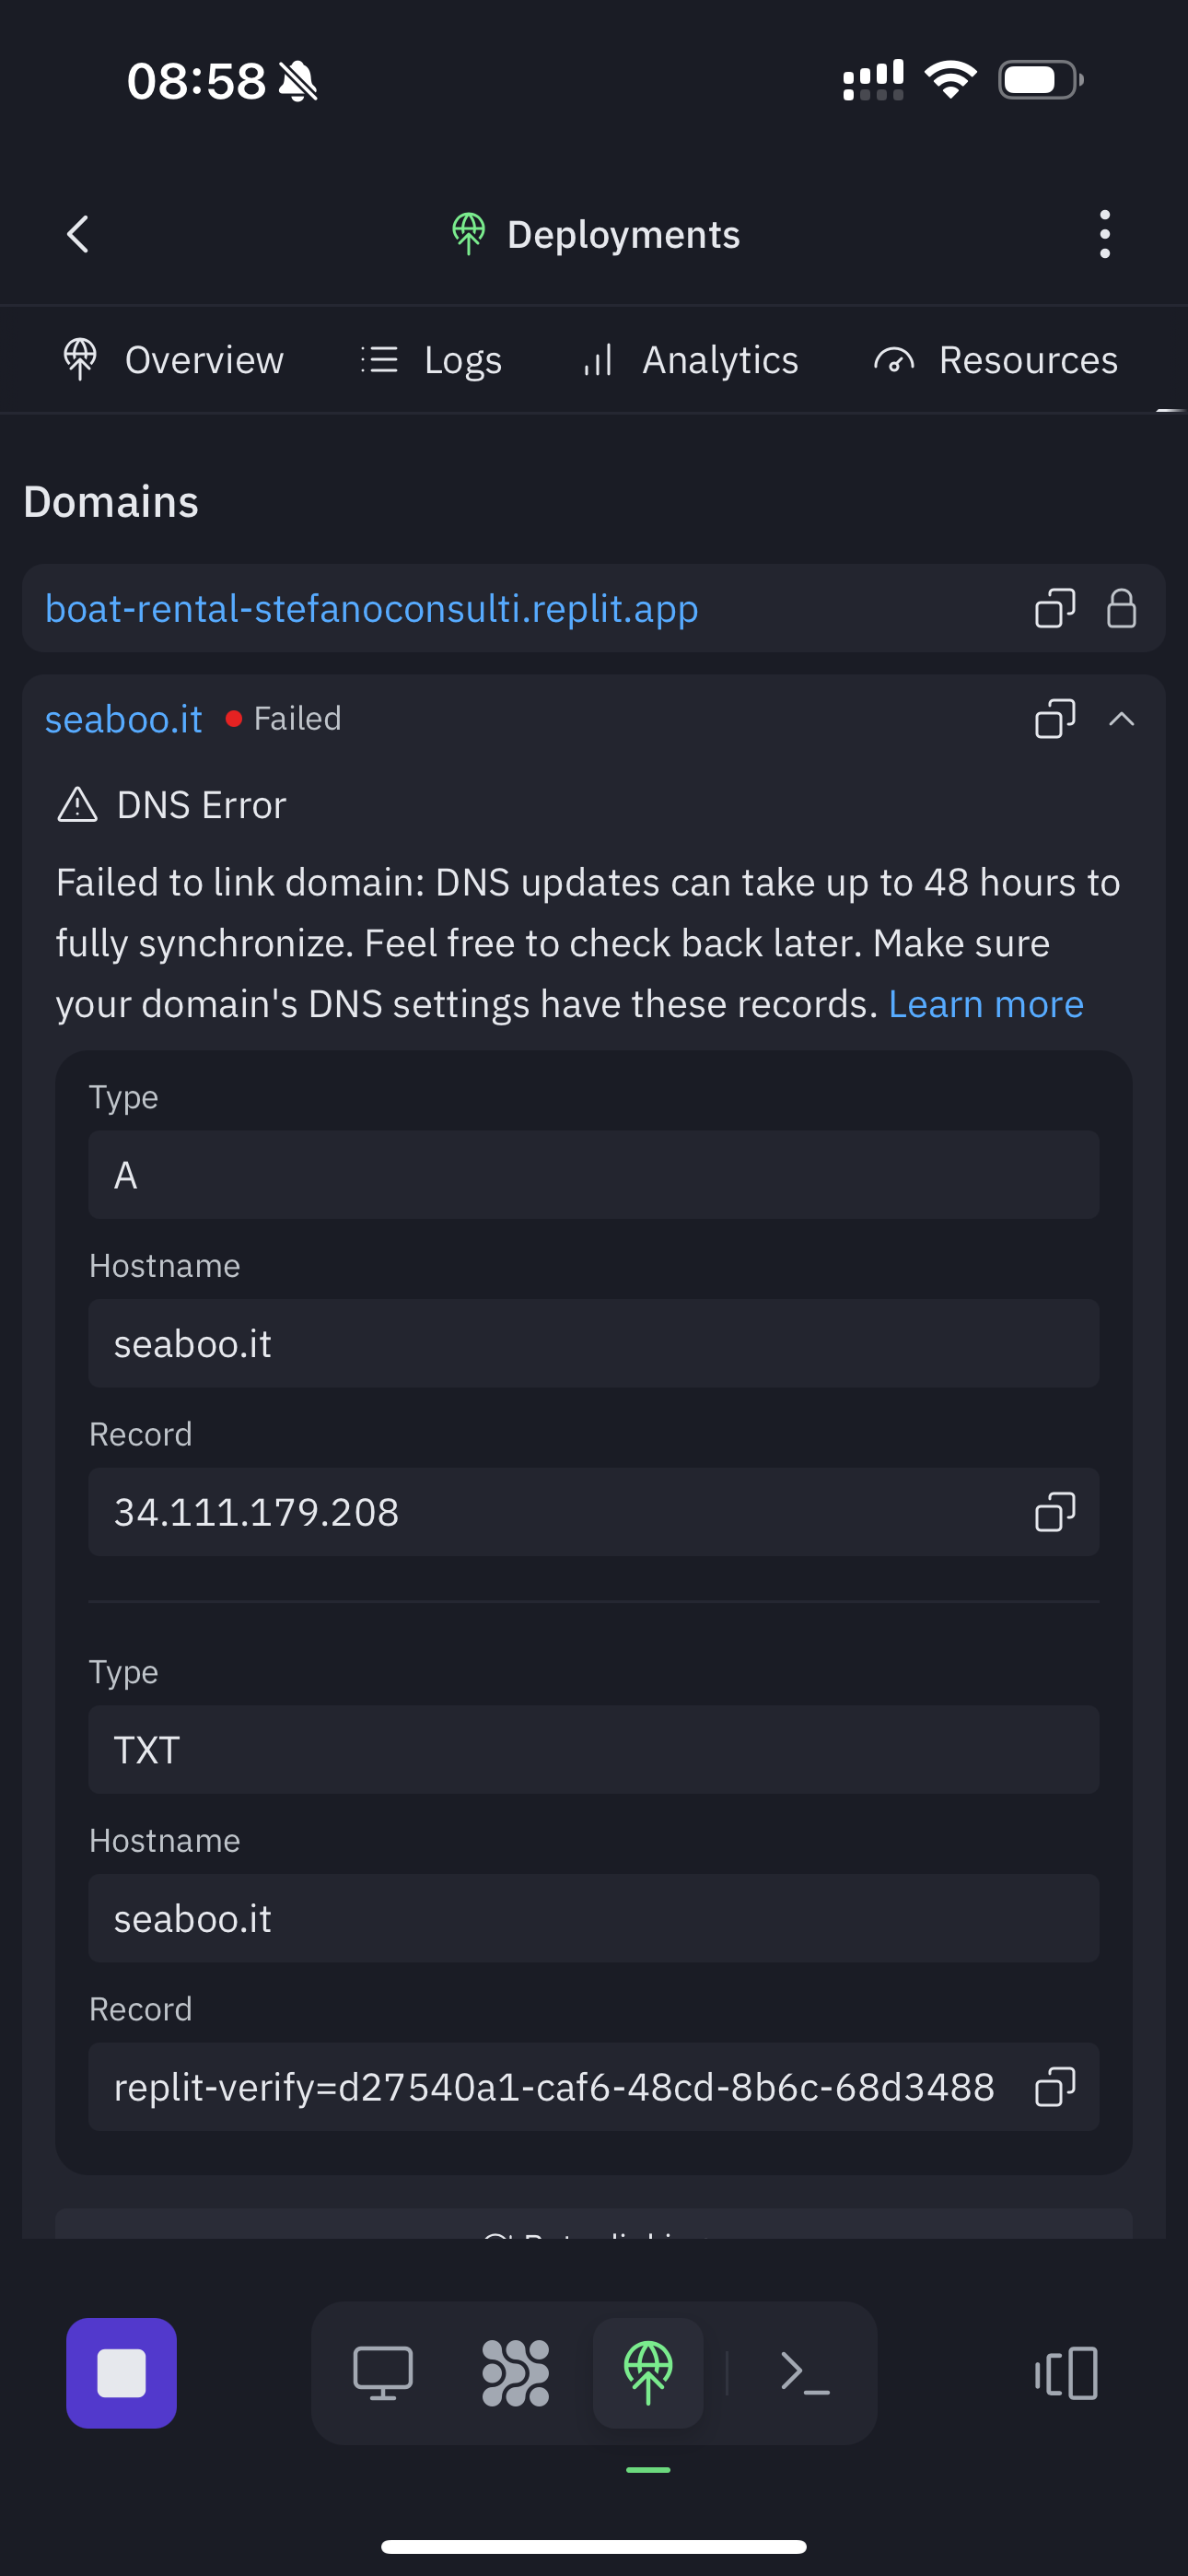 08:58
Deployments
Overview
Logs
Analytics
Resources
Domains
boat-rental-stefanoconsulti.replit.app
seaboo.it
Failed
DNS Error
Failed to link domain: DNS updates can take up to 48 hours to
fully synchronize. Feel free to check back later. Make sure
your domain's DNS settings have these records. Learn more
Type
A
Hostname
seaboo.it
Record
34.111.179.208
Type
TXT
Hostname
seaboo.it
Record
replit-verify=d27540a1-caf6-48cd-8b6c-68d3488